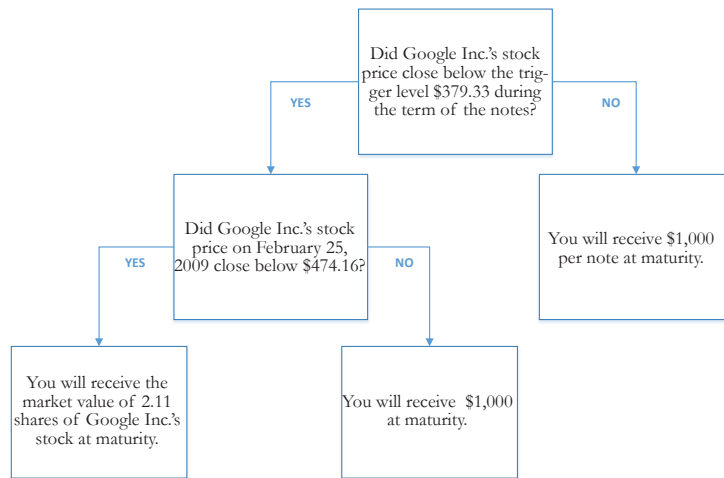 Did Google Inc.'s stock
price close below the trig-
ger level $379.33 during
the term of the notes?
YES
NO
Did Google Inc.'s stock
price on February 25,
2009 close below $474.16?
You will receive $1,000
per note at maturity.
YES
NO
You will receive the
market value of 2.11
shares of Google Inc.'s
stock at maturity.
You will receive $1,000
at maturity.